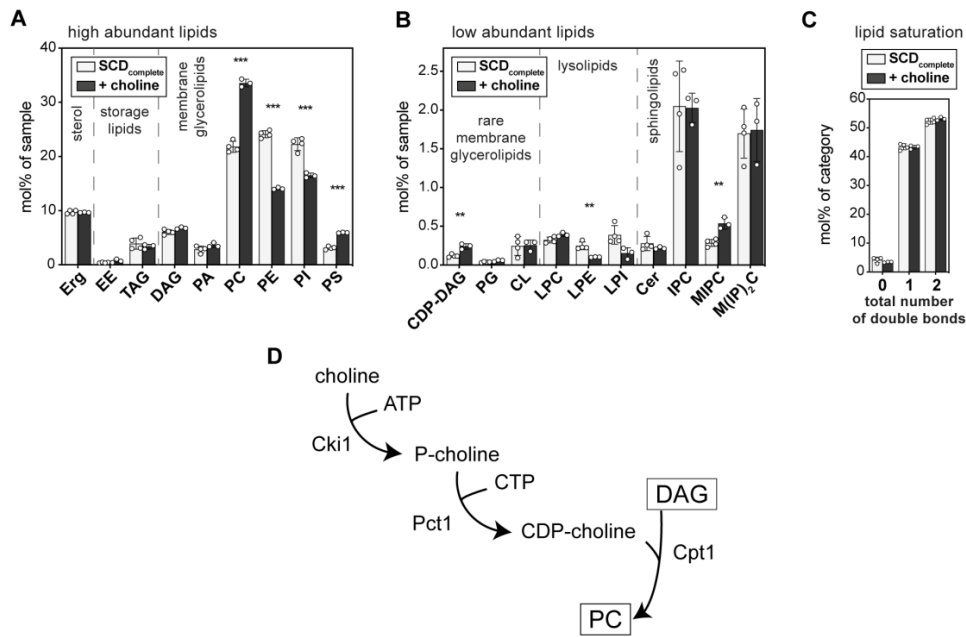 A
high abundant lipids
SCDcomplete
+ choline
sterol
storage
lipids
membrane
glycerolipids
***
***
***
***
mol% of sample
60
50
40
30
20
10
0
Erg
EE
TAG
DAG
PA
PC
PE
PI
PS
B
low abundant lipids
SCDcomplete
+ choline
rare
membrane
glycerolipids
lysolipids
sphingolipids
**
**
**
mol% of sample
2.5
2.0
1.5
1.0
0.5
0.0
CDP-DAG
PG
CL
LPC
LPE
LPI
Cer
IPC
MIPC
M(IP)2C
C
lipid saturation
SCDcomplete
+ choline
mol% of category
60
50
40
30
20
10
0
0 1 2
total number
of double bonds
D
choline
ATP
Cki1
P-choline
CTP
Pct1
CDP-choline
DAG
Cpt1
PC